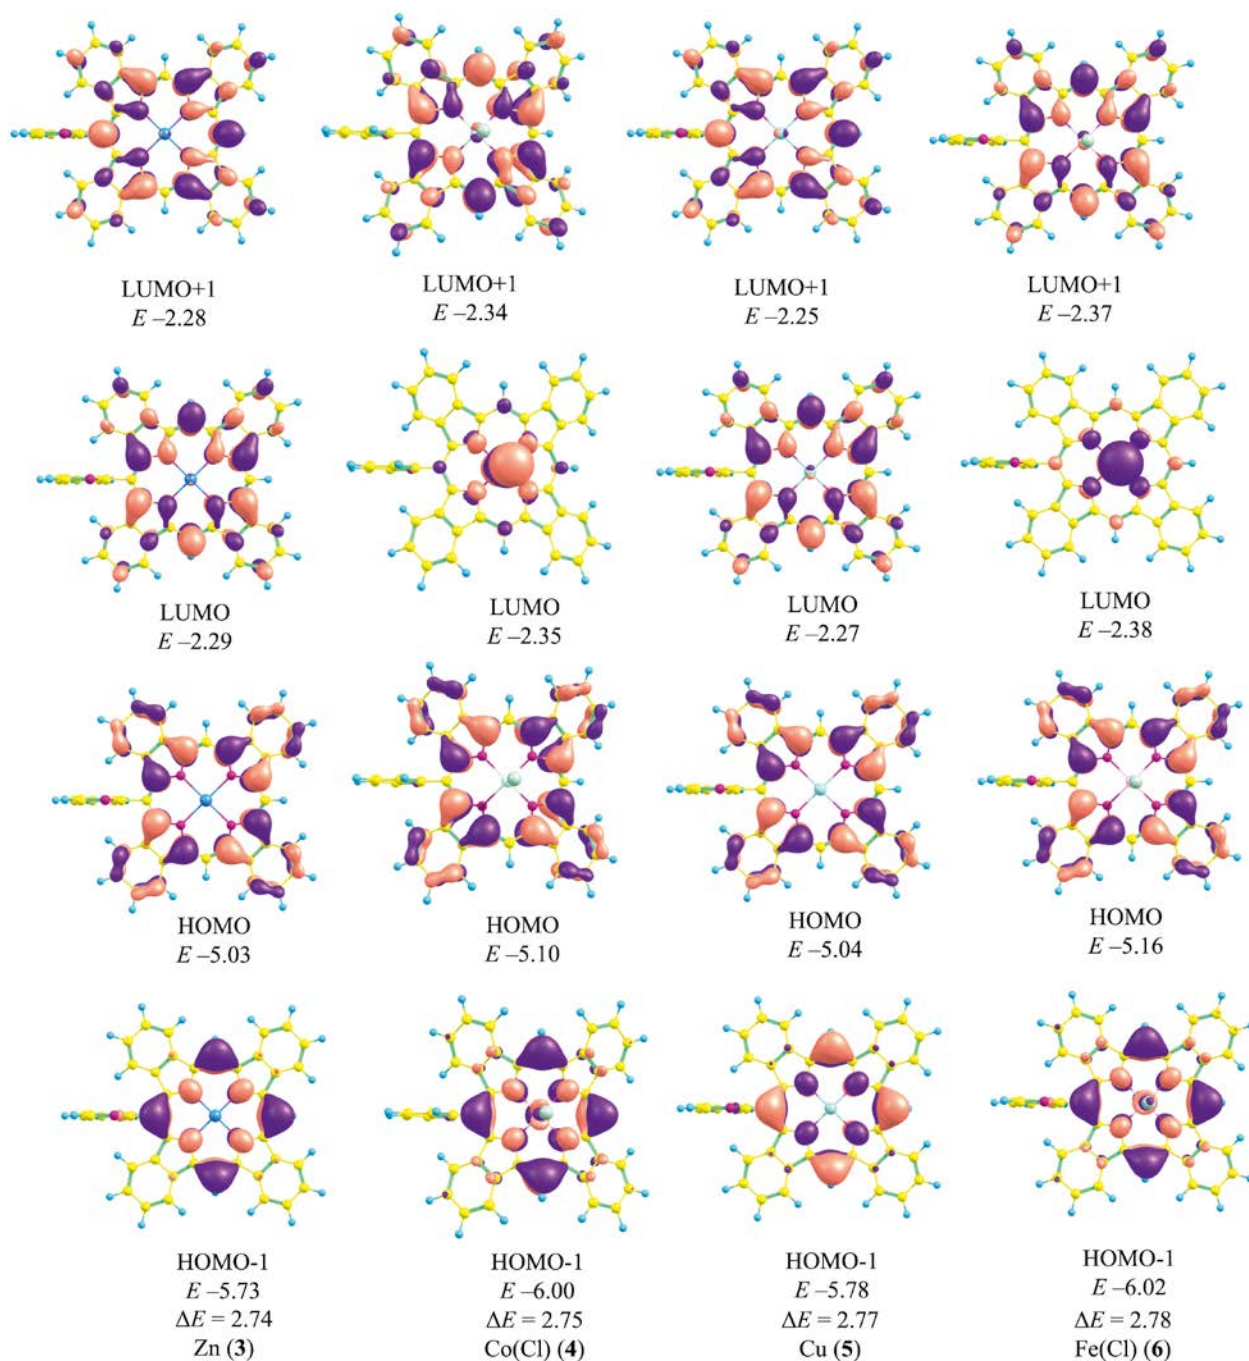 LUMO+1 LUMO+1 LUMO+1 LUMO+1
E –2.28 E –2.34 E –2.25 E –2.37
LUMO LUMO LUMO LUMO
E –2.29 E –2.35 E –2.27 E –2.38
HOMO HOMO HOMO HOMO
E –5.03 E –5.10 E –5.04 E –5.16
HOMO-1 HOMO-1 HOMO-1 HOMO-1
E –5.73 E –6.00 E –5.78 E –6.02
ΔE = 2.74 ΔE = 2.75 ΔE = 2.77 ΔE = 2.78
Zn (3) Co(Cl) (4) Cu (5) Fe(Cl) (6)